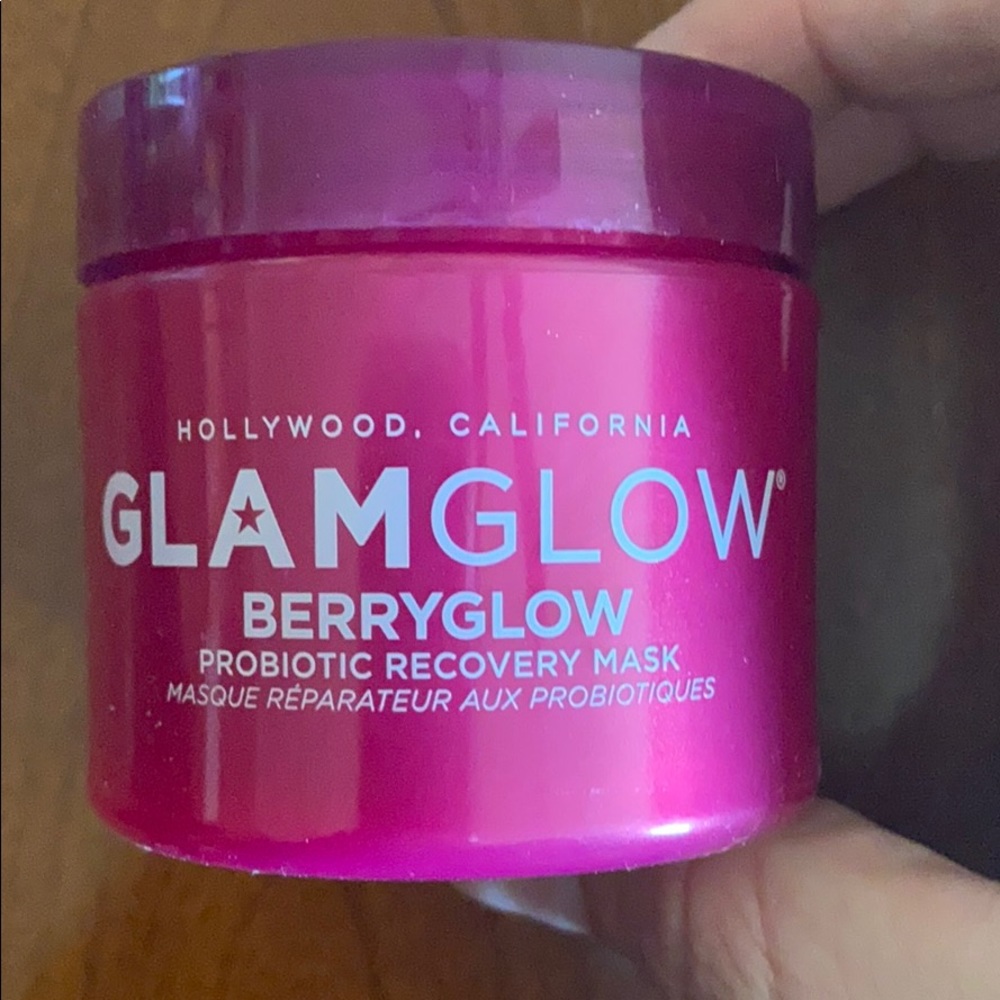 HOLLYWOOD, CALIFORNIA
GLAMGLOW®
BERRYGLOW
PROBIOTIC RECOVERY MASK
MASQUE RÉPARATEUR AUX PROBIOTIQUES